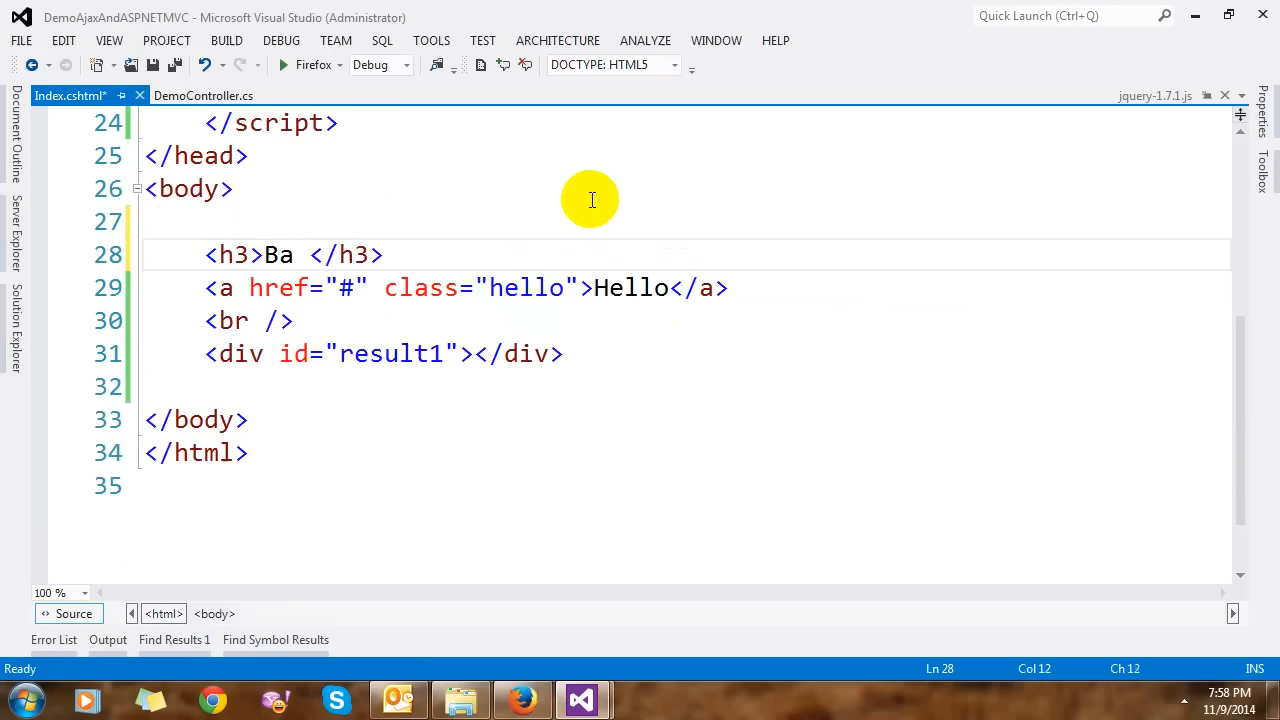 DemoAjaxAndASPNETMVC - Microsoft Visual Studio (Administrator)
Quick Launch (Ctrl+Q)
FILE EDIT VIEW PROJECT BUILD DEBUG TEAM SQL TOOLS TEST ARCHITECTURE ANALYZE WINDOW HELP
Firefox Debug DOCTYPE: HTML5
Index.cshtml* DemoController.cs jquery-1.7.1.js
Document Outline
Server Explorer
Solution Explorer
Properties
Toolbox
24 </script>
25 </head>
26 <body>
27
28 <h3>Ba </h3>
29 <a href="#" class="hello">Hello</a>
30 <br />
31 <div id="result1"></div>
32
33 </body>
34 </html>
35
100 %
Source <html> <body>
Error List Output Find Results 1 Find Symbol Results
Ready Ln 28 Col 12 Ch 12 INS
7:58 PM
11/9/2014